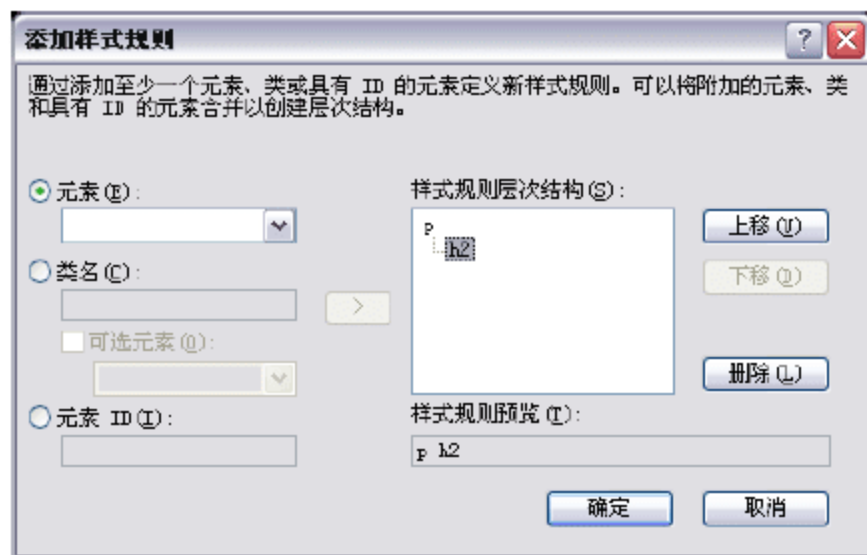 添加样式规则
通过添加至少一个元素、类或具有 ID 的元素定义新样式规则。可以将附加的元素、类
和具有 ID 的元素合并以创建层次结构。
元素(E):
样式规则层次结构(S):
p
h2
上移(U)
类名(C):
下移(D)
>
可选元素(O):
删除(L)
元素 ID(I):
样式规则预览(T):
p h2
确定
取消